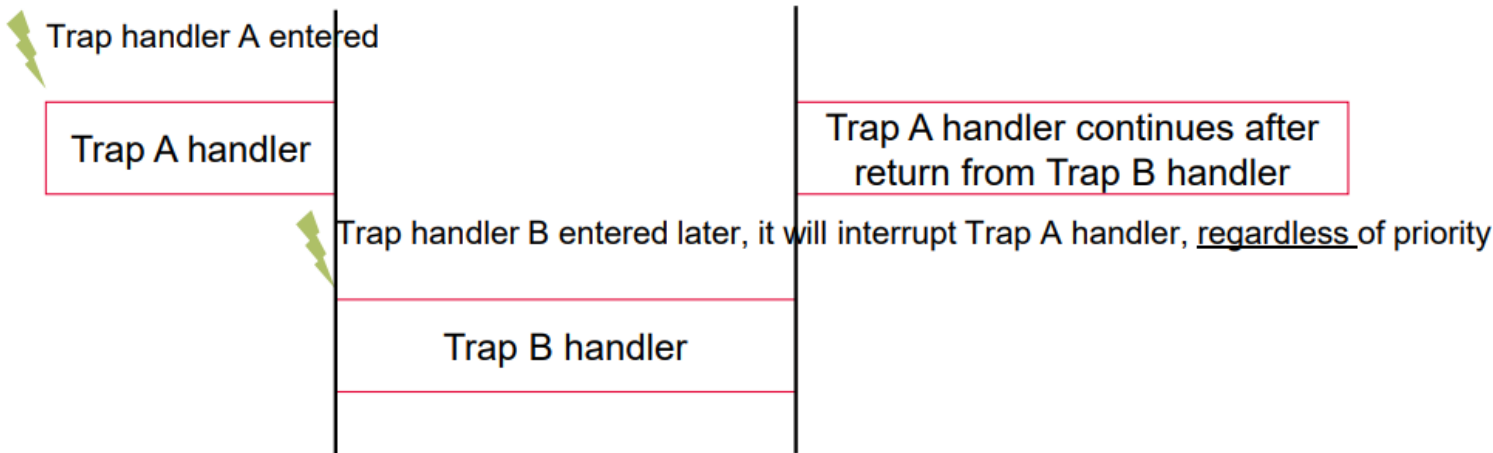 Trap handler A entered
Trap A handler
Trap A handler continues after
return from Trap B handler
Trap handler B entered later, it will interrupt Trap A handler, regardless of priority
Trap B handler